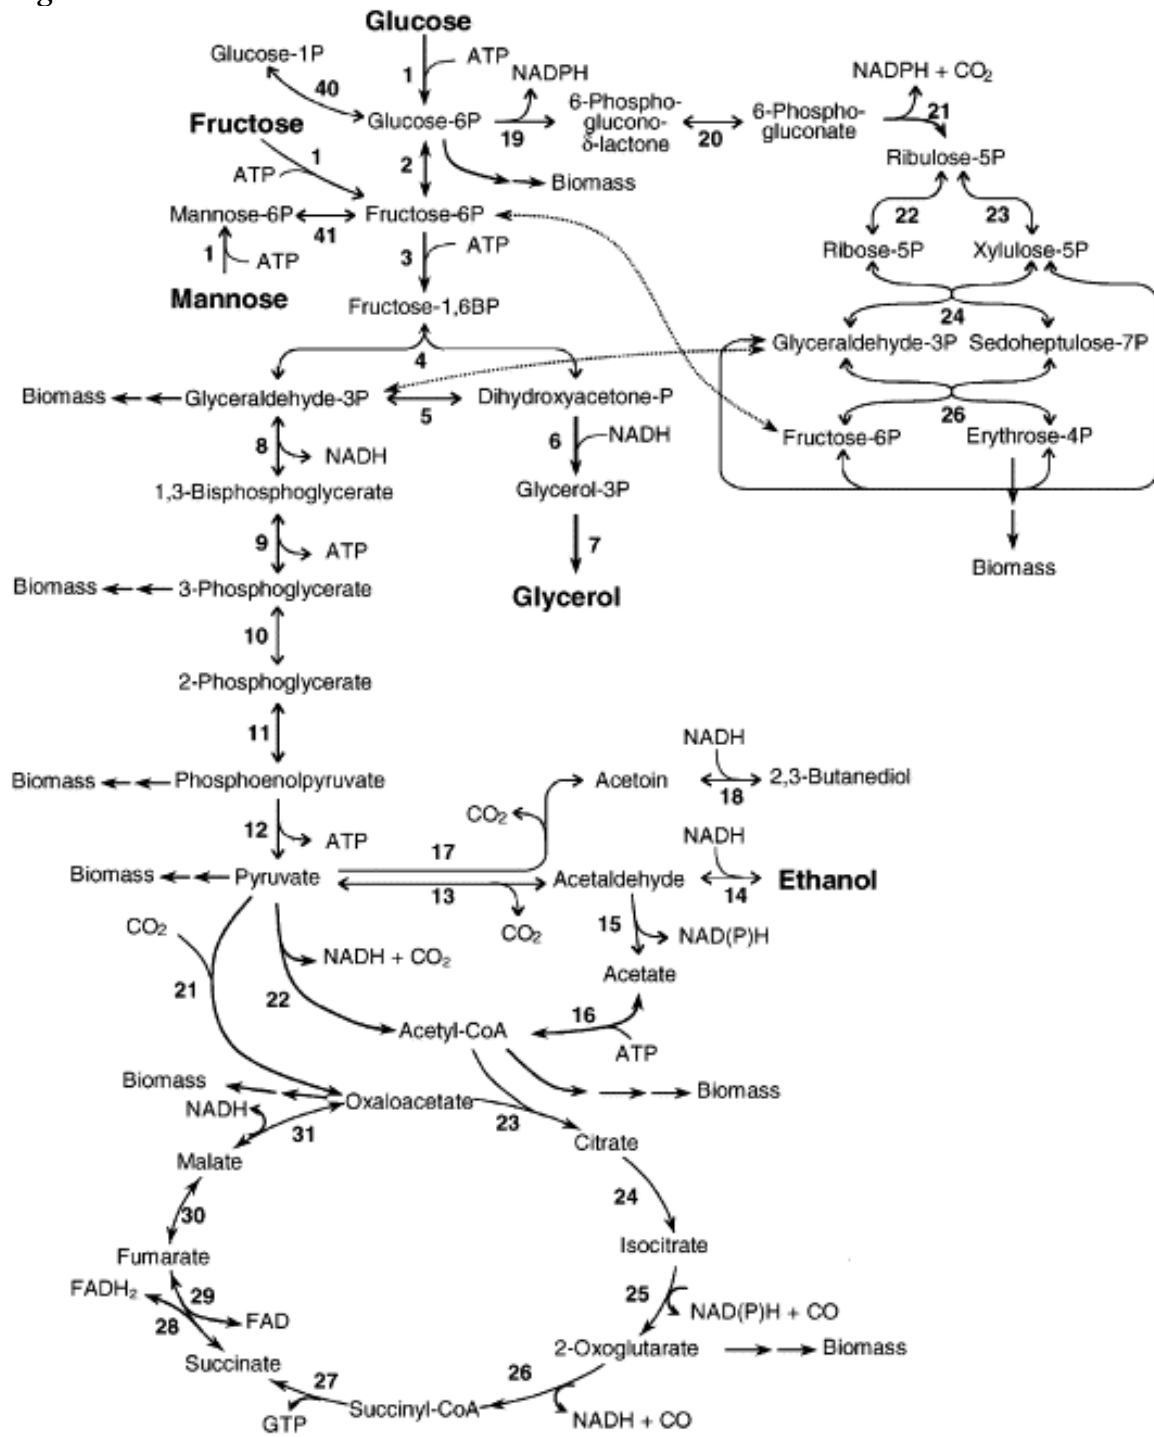 Glucose
Glucose-1P
ATP
1
NADPH
NADPH + CO2
40
6-Phospho-
glucono-
δ-lactone
6-Phospho-
gluconate
21
Fructose
Glucose-6P
19
20
Ribulose-5P
1
ATP
2
Biomass
22
23
Mannose-6P
41
Fructose-6P
Ribose-5P
Xylulose-5P
1
ATP
3
ATP
Mannose
Fructose-1,6BP
24
4
Glyceraldehyde-3P
Sedoheptulose-7P
Biomass
Glyceraldehyde-3P
5
Dihydroxyacetone-P
26
8
NADH
6
NADH
Fructose-6P
Erythrose-4P
1,3-Bisphosphoglycerate
Glycerol-3P
9
ATP
7
Biomass
Biomass
3-Phosphoglycerate
Glycerol
10
2-Phosphoglycerate
11
NADH
Biomass
Phosphoenolpyruvate
Acetoin
18
2,3-Butanediol
12
ATP
CO2
NADH
17
Biomass
Pyruvate
13
Acetaldehyde
14
Ethanol
CO2
CO2
15
NAD(P)H
NADH + CO2
Acetate
21
22
16
Acetyl-CoA
ATP
Biomass
Biomass
NADH
Oxaloacetate
23
31
Citrate
Malate
24
30
Isocitrate
Fumarate
FADH2
29
25
NAD(P)H + CO
28
FAD
2-Oxoglutarate
Biomass
Succinate
26
27
GTP
Succinyl-CoA
NADH + CO